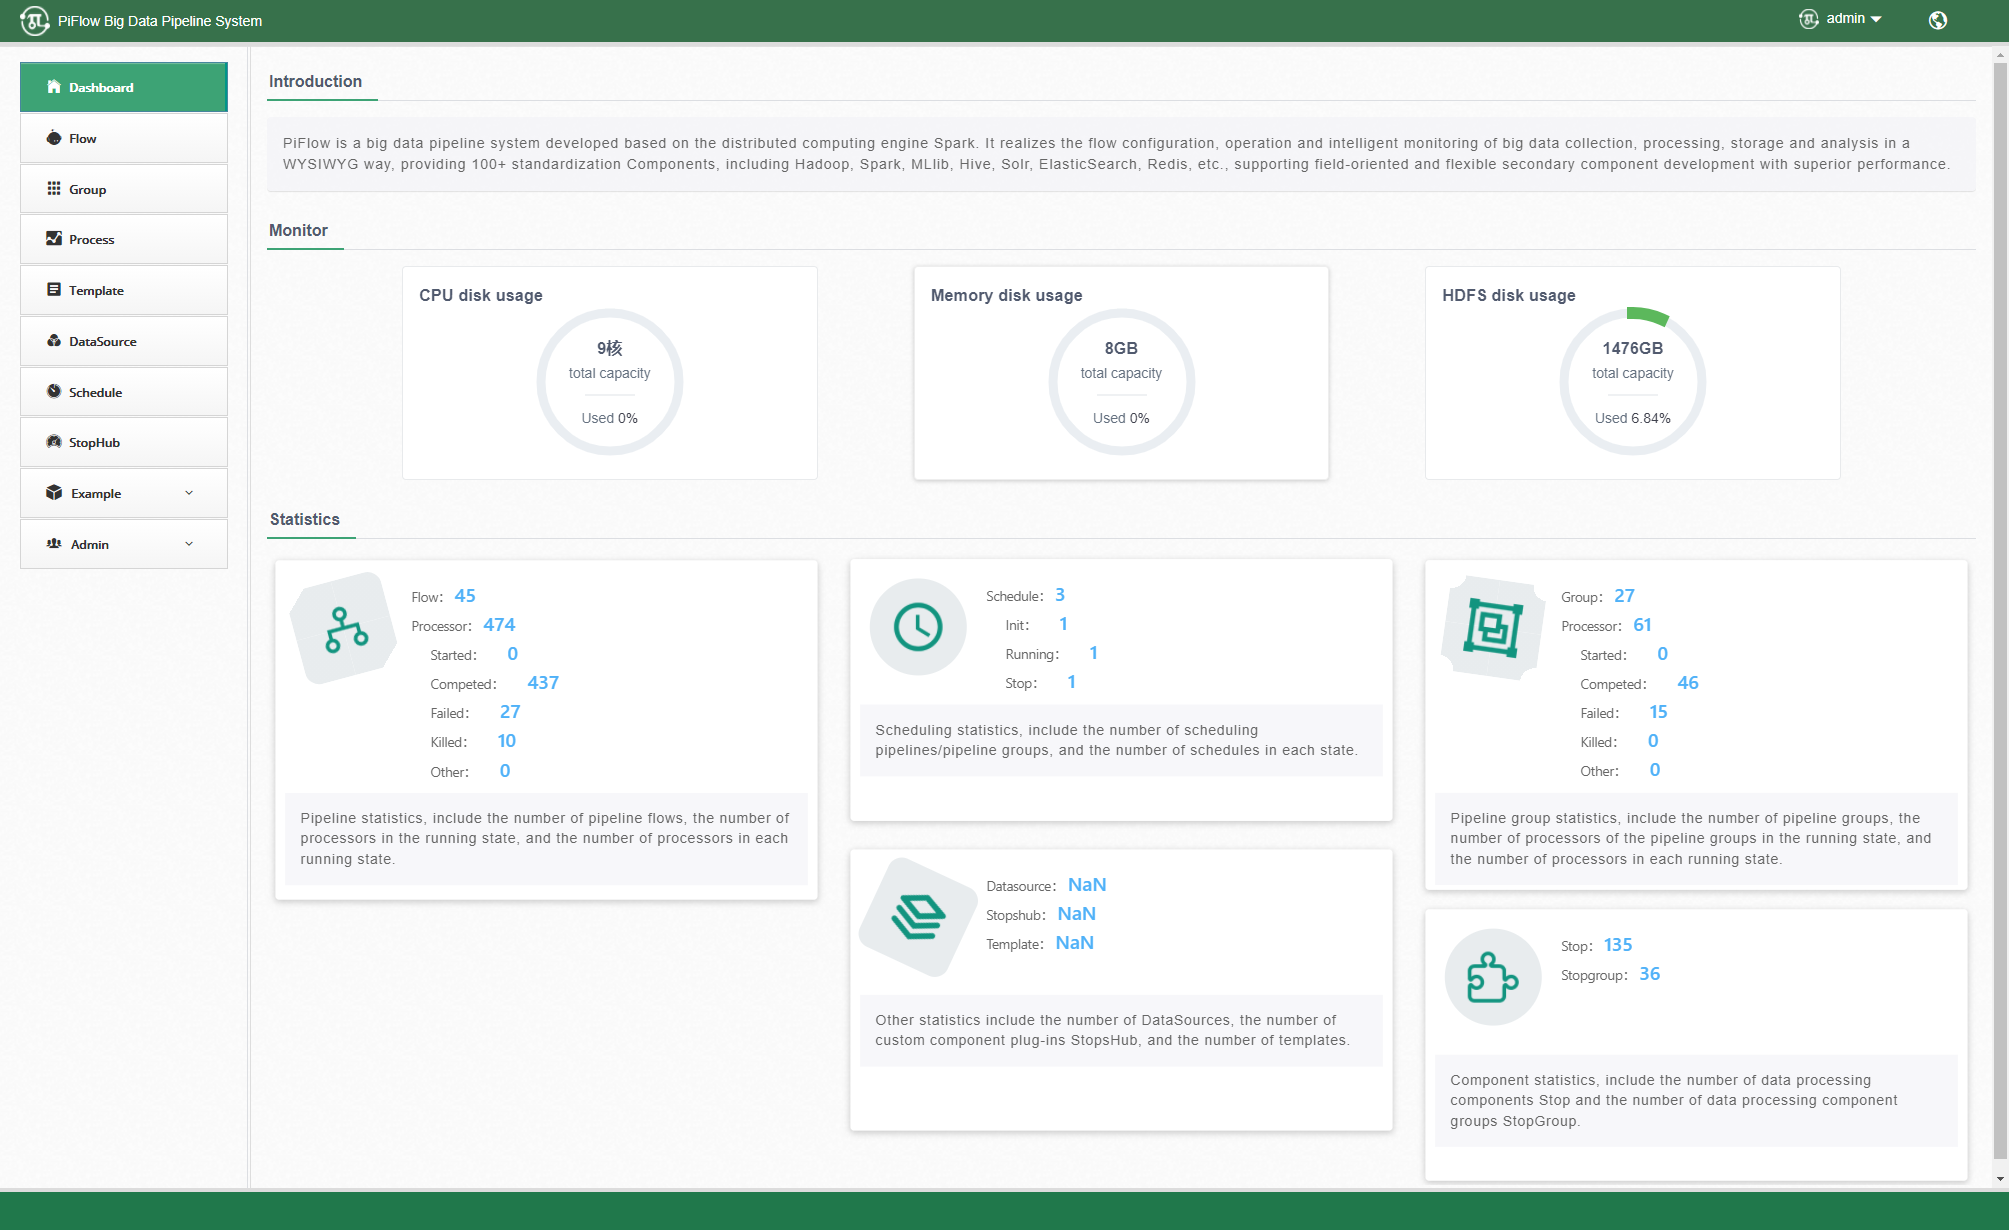 PiFlow Big Data Pipeline System
admin
Dashboard
Flow
Group
Process
Template
DataSource
Schedule
StopHub
Example
Admin
Introduction
PiFlow is a big data pipeline system developed based on the distributed computing engine Spark. It realizes the flow configuration, operation and intelligent monitoring of big data collection, processing, storage and analysis in a
WYSIWYG way, providing 100+ standardization Components, including Hadoop, Spark, MLlib, Hive, Solr, ElasticSearch, Redis, etc., supporting field-oriented and flexible secondary component development with superior performance.
Monitor
CPU disk usage
9核
total capacity
Used 0%
Memory disk usage
8GB
total capacity
Used 0%
HDFS disk usage
1476GB
total capacity
Used 6.84%
Statistics
Flow: 45
Processor: 474
Started: 0
Competed: 437
Failed: 27
Killed: 10
Other: 0
Pipeline statistics, include the number of pipeline flows, the number of
processors in the running state, and the number of processors in each
running state.
Schedule: 3
Init: 1
Running: 1
Stop: 1
Scheduling statistics, include the number of scheduling
pipelines/pipeline groups, and the number of schedules in each state.
Datasource: NaN
Stopshub: NaN
Template: NaN
Other statistics include the number of DataSources, the number of
custom component plug-ins StopsHub, and the number of templates.
Group: 27
Processor: 61
Started: 0
Competed: 46
Failed: 15
Killed: 0
Other: 0
Pipeline group statistics, include the number of pipeline groups, the
number of processors of the pipeline groups in the running state, and
the number of processors in each running state.
Stop: 135
Stopgroup: 36
Component statistics, include the number of data processing
components Stop and the number of data processing component
groups StopGroup.